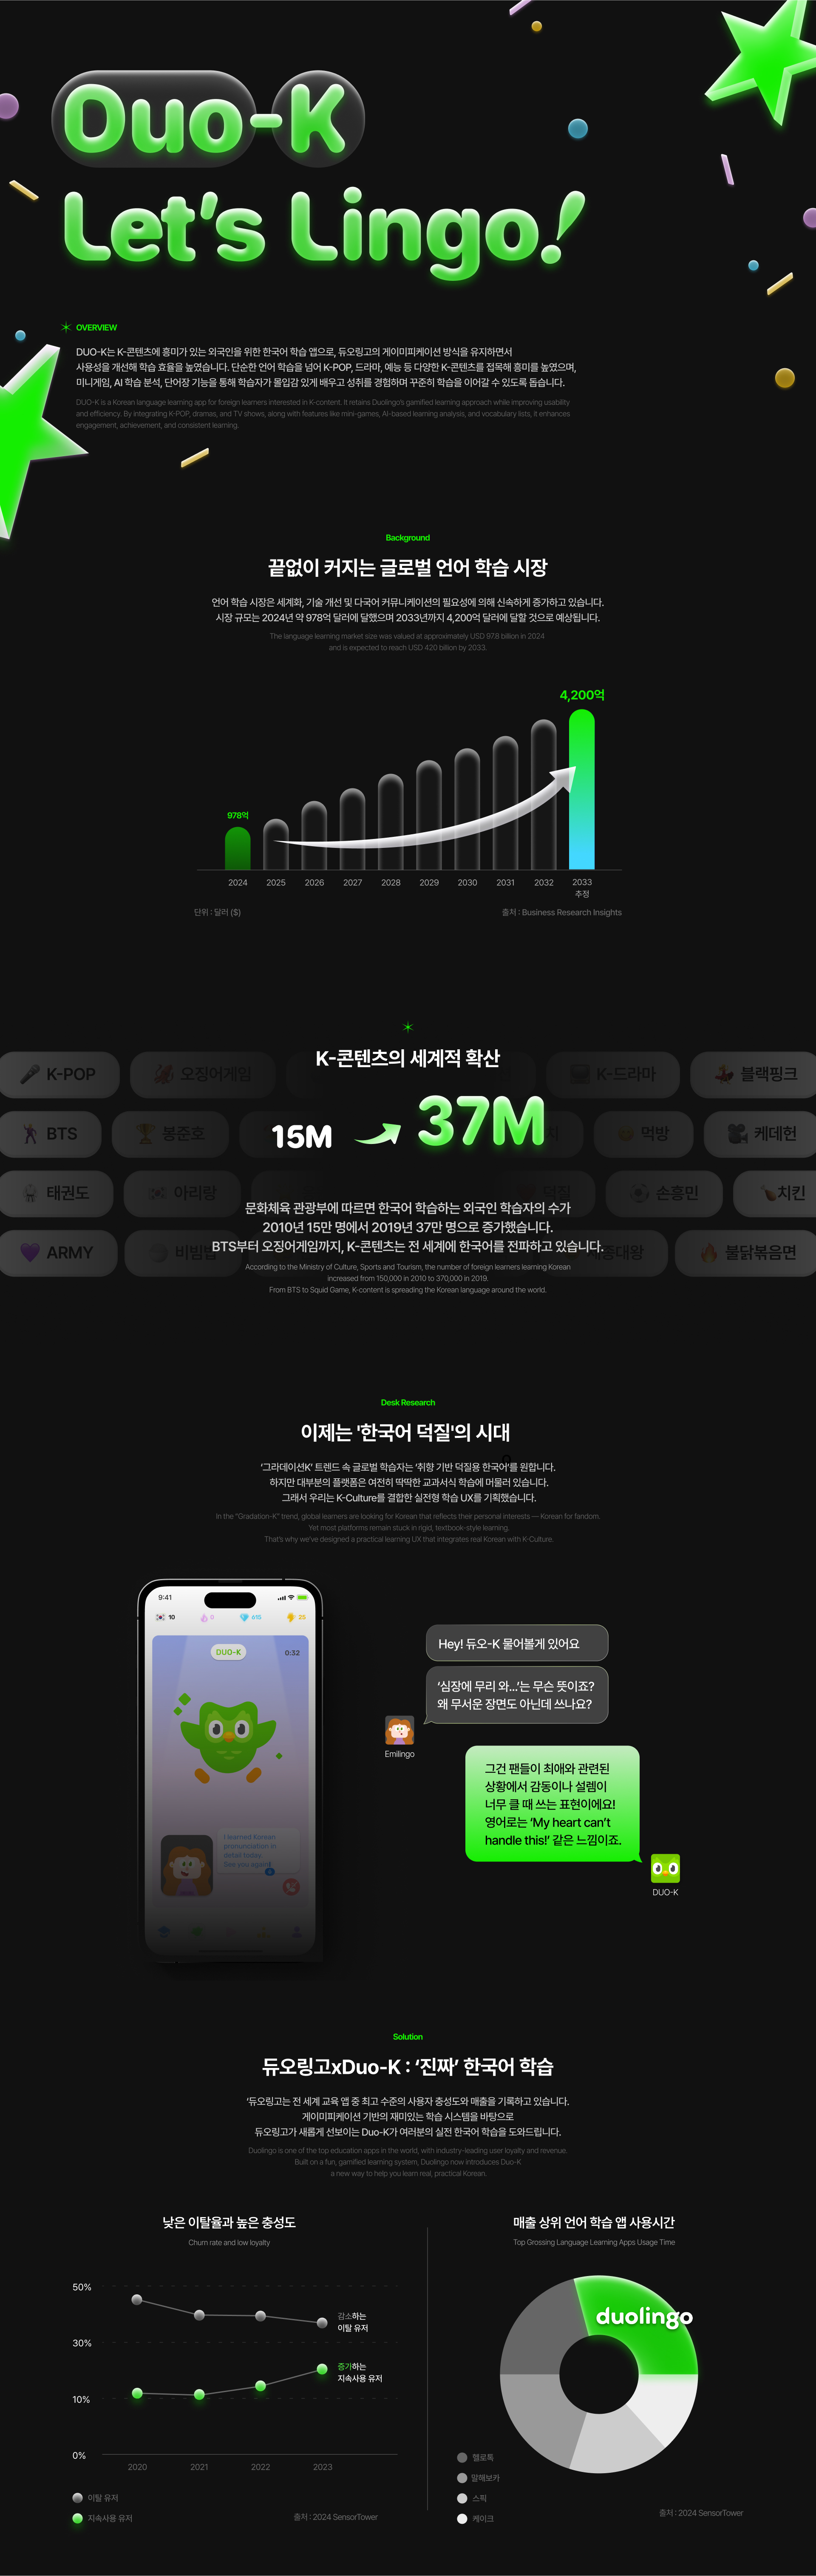 Duo-K
Let's Lingo!
OVERVIEW
DUO-K는 K-콘텐츠에 흥미가 있는 외국인을 위한 한국어 학습 앱으로, 듀오링고의 게이미피케이션 방식을 유지하면서
사용성을 개선해 학습 효율을 높였습니다. 단순한 언어 학습을 넘어 K-POP, 드라마, 예능 등 다양한 K-콘텐츠를 접목해 흥미를 높였으며,
미니게임, AI 학습 분석, 단어장 기능을 통해 학습자가 몰입감 있게 배우고 성취를 경험하며 꾸준히 학습을 이어갈 수 있도록 돕습니다.
DUO-K is a Korean language learning app for foreign learners interested in K-content. It retains Duolingo's gamified learning approach while improving usability
and efficiency. By integrating K-POP, dramas, and TV shows, along with features like mini-games, AI-based learning analysis, and vocabulary lists, it enhances
engagement, achievement, and consistent learning.
Background
끝없이 커지는 글로벌 언어 학습 시장
언어 학습 시장은 세계화, 기술 개선 및 다국어 커뮤니케이션의 필요성에 의해 신속하게 증가하고 있습니다.
시장 규모는 2024년 약 978억 달러에 달했으며 2033년까지 4,200억 달러에 달할 것으로 예상됩니다.
The language learning market size was valued at approximately USD 97.8 billion in 2024
and is expected to reach USD 420 billion by 2033.
4,200억
978억
2024 2025 2026 2027 2028 2029 2030 2031 2032 2033
추정
단위 : 달러 ($)
출처 : Business Research Insights
K-콘텐츠의 세계적 확산
K-POP 오징어게임 K-드라마 블랙핑크
15M 37M
BTS 봉준호 먹방 케데헌
태권도 아리랑 덕질 손흥민 치킨
문화체육 관광부에 따르면 한국어 학습하는 외국인 학습자의 수가
2010년 15만 명에서 2019년 37만 명으로 증가했습니다.
BTS부터 오징어게임까지, K-콘텐츠는 전 세계에 한국어를 전파하고 있습니다.
ARMY 비빔밥 세종대왕 불닭볶음면
According to the Ministry of Culture, Sports and Tourism, the number of foreign learners learning Korean
increased from 150,000 in 2010 to 370,000 in 2019.
From BTS to Squid Game, K-content is spreading the Korean language around the world.
Desk Research
이제는 '한국어 덕질'의 시대
'그라데이션K' 트렌드 속 글로벌 학습자는 '취향 기반 덕질용 한국어'를 원합니다.
하지만 대부분의 플랫폼은 여전히 딱딱한 교과서식 학습에 머물러 있습니다.
그래서 우리는 K-Culture를 결합한 실전형 학습 UX를 기획했습니다.
In the "Gradation-K" trend, global learners are looking for Korean that reflects their personal interests — Korean for fandom.
Yet most platforms remain stuck in rigid, textbook-style learning.
That's why we've designed a practical learning UX that integrates real Korean with K-Culture.
9:41
10 0 616 25
DUO-K
0:32
I learned Korean
pronunciation in
detail today.
See you again!
Hey! 듀오-K 물어볼게 있어요
'심장에 무리 와...'는 무슨 뜻이죠?
왜 무서운 장면도 아닌데 쓰나요?
Emilingo
그건 팬들이 최애와 관련된
상황에서 감동이나 설렘이
너무 클 때 쓰는 표현이에요!
영어로는 'My heart can't
handle this!' 같은 느낌이죠.
DUO-K
Solution
듀오링고xDuo-K : '진짜' 한국어 학습
'듀오링고는 전 세계 교육 앱 중 최고 수준의 사용자 충성도와 매출을 기록하고 있습니다.
게이미피케이션 기반의 재미있는 학습 시스템을 바탕으로
듀오링고가 새롭게 선보이는 Duo-K가 여러분의 실전 한국어 학습을 도와드립니다.
Duolingo is one of the top education apps in the world, with industry-leading user loyalty and revenue.
Built on a fun, gamified learning system, Duolingo now introduces Duo-K
a new way to help you learn real, practical Korean.
낮은 이탈율과 높은 충성도
Churn rate and low loyalty
50%
30%
10%
0%
감소하는
이탈 유저
증가하는
지속사용 유저
2020 2021 2022 2023
이탈 유저
지속사용 유저
출처 : 2024 SensorTower
매출 상위 언어 학습 앱 사용시간
Top Grossing Language Learning Apps Usage Time
duolingo
헬로톡
말해보카
스픽
케이크
출처 : 2024 SensorTower